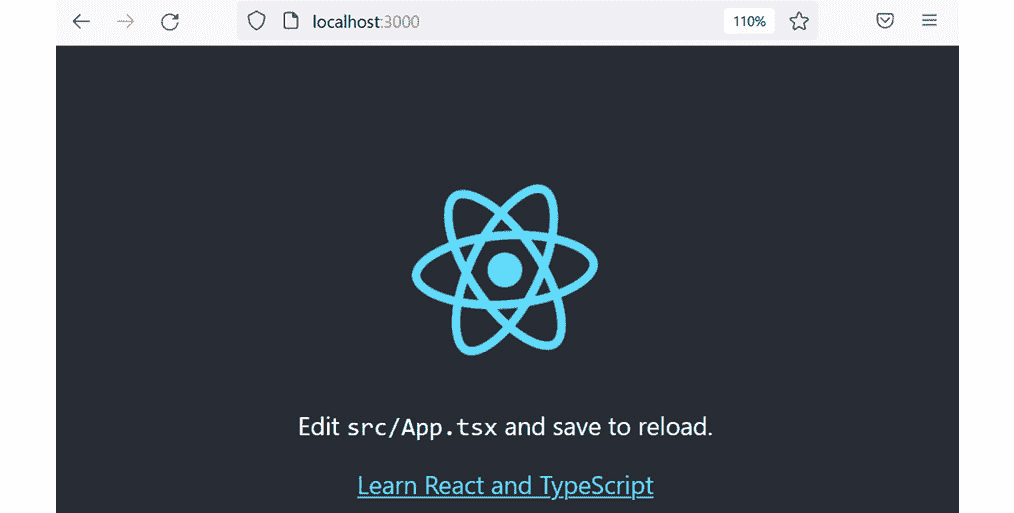 localhost:3000
110%
Edit src/App.tsx and save to reload.
Learn React and TypeScript